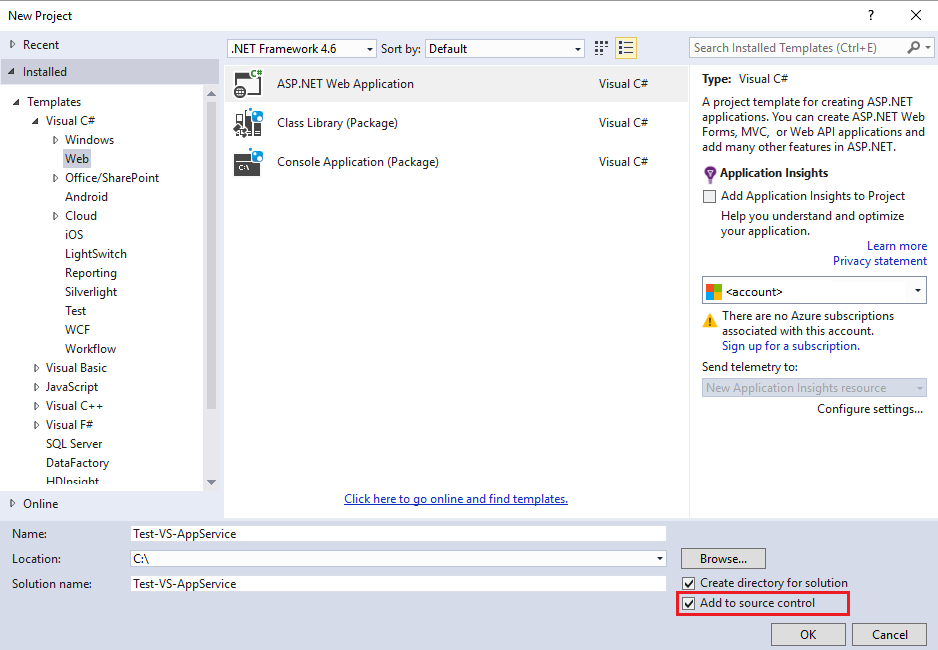 New Project
?
Recent
Installed
Templates
Visual C#
Windows
Web
Office/SharePoint
Android
Cloud
iOS
LightSwitch
Reporting
Silverlight
Test
WCF
Workflow
Visual Basic
JavaScript
Visual C++
Visual F#
SQL Server
DataFactory
HDInsight
Online
.NET Framework 4.6
Sort by: Default
C# ASP.NET Web Application Visual C#
Class Library (Package) Visual C#
C:\ Console Application (Package) Visual C#
Click here to go online and find templates.
Search Installed Templates (Ctrl+E)
Type: Visual C#
A project template for creating ASP.NET
applications. You can create ASP.NET Web
Forms, MVC, or Web API applications and
add many other features in ASP.NET.
Application Insights
Add Application Insights to Project
Help you understand and optimize
your application.
Learn more
Privacy statement
<account>
There are no Azure subscriptions
associated with this account.
Sign up for a subscription.
Send telemetry to:
New Application Insights resource
Configure settings...
Name: Test-VS-AppService
Location: C:\ Browse...
Solution name: Test-VS-AppService
Create directory for solution
Add to source control
OK Cancel